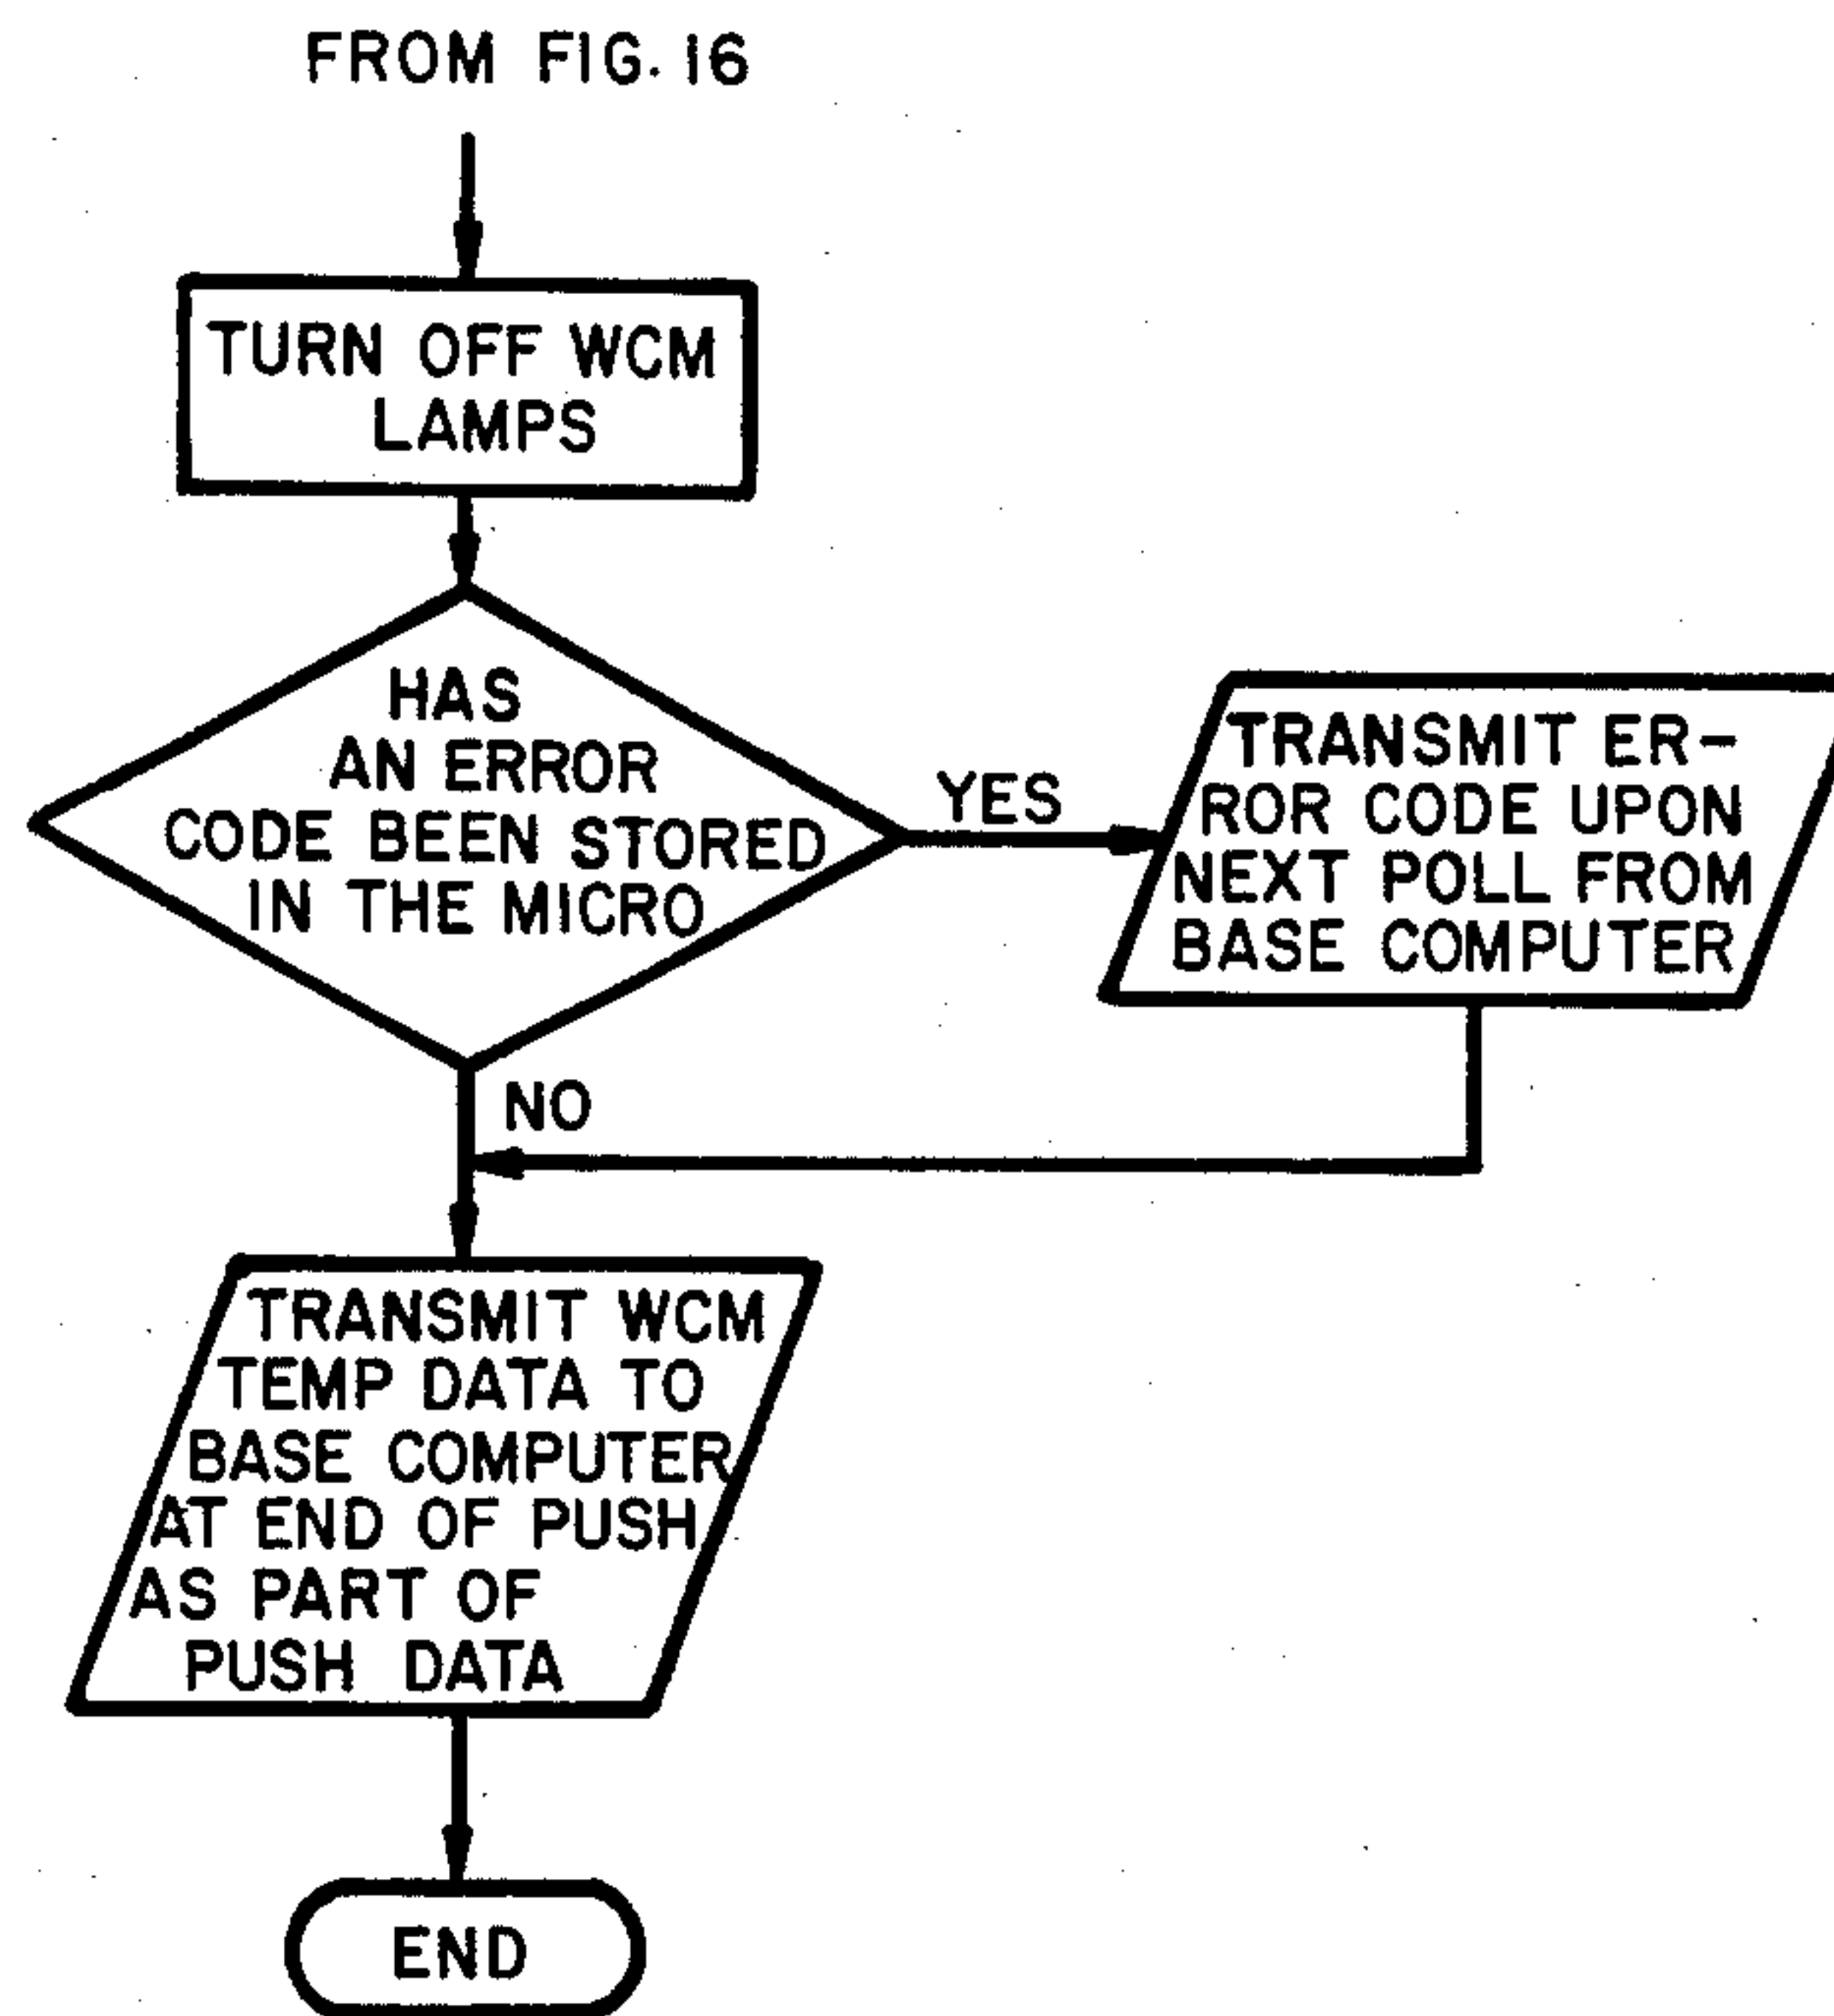 FROM FIG. 16
TURN OFF WCM
LAMPS
HAS
AN ERROR
CODE BEEN STORED
IN THE MICRO
YES
TRANSMIT ER-
ROR CODE UPON
NEXT POLL FROM
BASE COMPUTER
NO
TRANSMIT WCM
TEMP DATA TO
BASE COMPUTER
AT END OF PUSH
AS PART OF
PUSH DATA
END